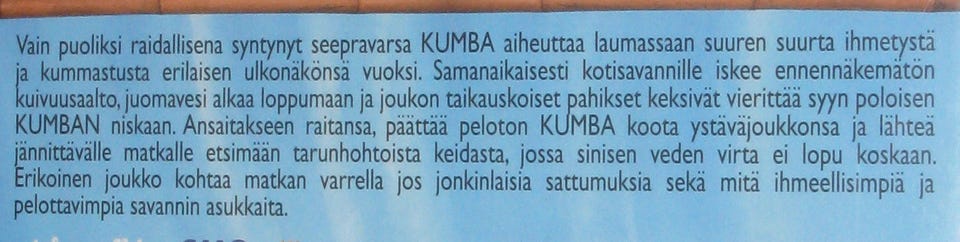 Vain puoliksi raidallisena syntynyt seepravarsa KUMBA aiheuttaa laumassaan suuren suurta ihmetystä
ja kummastusta erilaisen ulkonäkönsä vuoksi. Samanaikaisesti kotisavannille iskee ennennäkemätön
kuivuusaalto, juomavesi alkaa loppumaan ja joukon taikauskoiset pahikset keksivät vierittää syyn poloisen
KUMBAN niskaan. Ansaitakseen raitansa, päättää peloton KUMBA koota ystäväjoukkonsa ja lähteä
jännittävälle matkalle etsimään tarunhohtoista keidasta, jossa sinisen veden virta ei lopu koskaan.
Erikoinen joukko kohtaa matkan varrella jos jonkinlaisia sattumuksia sekä mitä ihmeellisimpiä ja
pelottavimpia savannin asukkaita.